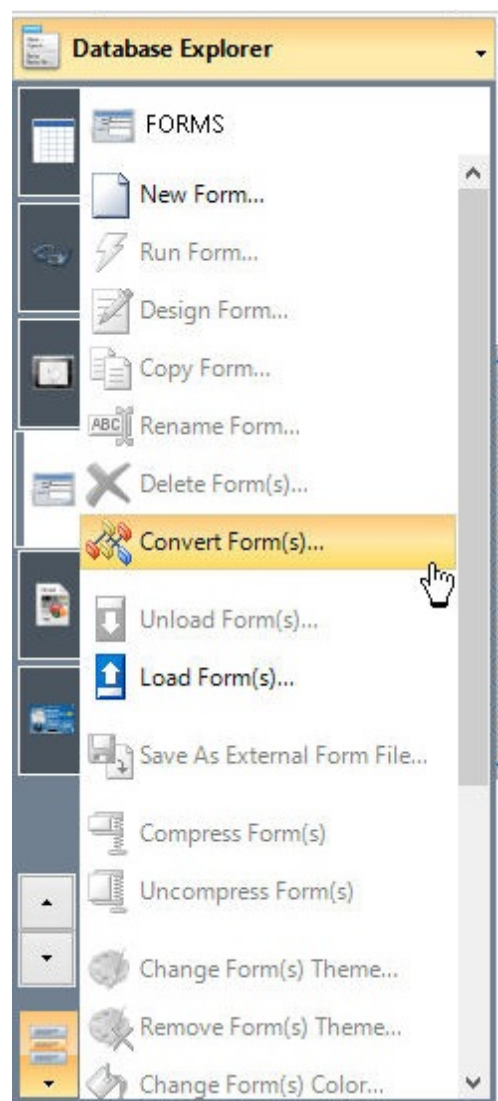 Database Explorer
FORMS
New Form...
Run Form...
Design Form...
Copy Form...
ABC
Rename Form...
Delete Form(s)...
Convert Form(s)...
Unload Form(s)...
Load Form(s)...
Save As External Form File...
Compress Form(s)
Uncompress Form(s)
Change Form(s) Theme...
Remove Form(s) Theme...
Change Form(s) Color...